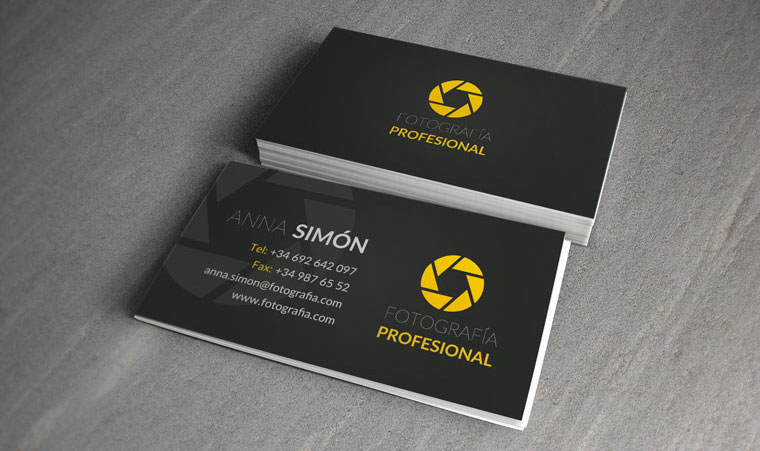 FOTOGRAFÍA
PROFESIONAL
ANNA SIMÓN
Tel: +34 692 642 097
Fax: +34 987 65 52
anna.simon@fotografia.com
www.fotografia.com
FOTOGRAFÍA
PROFESIONAL